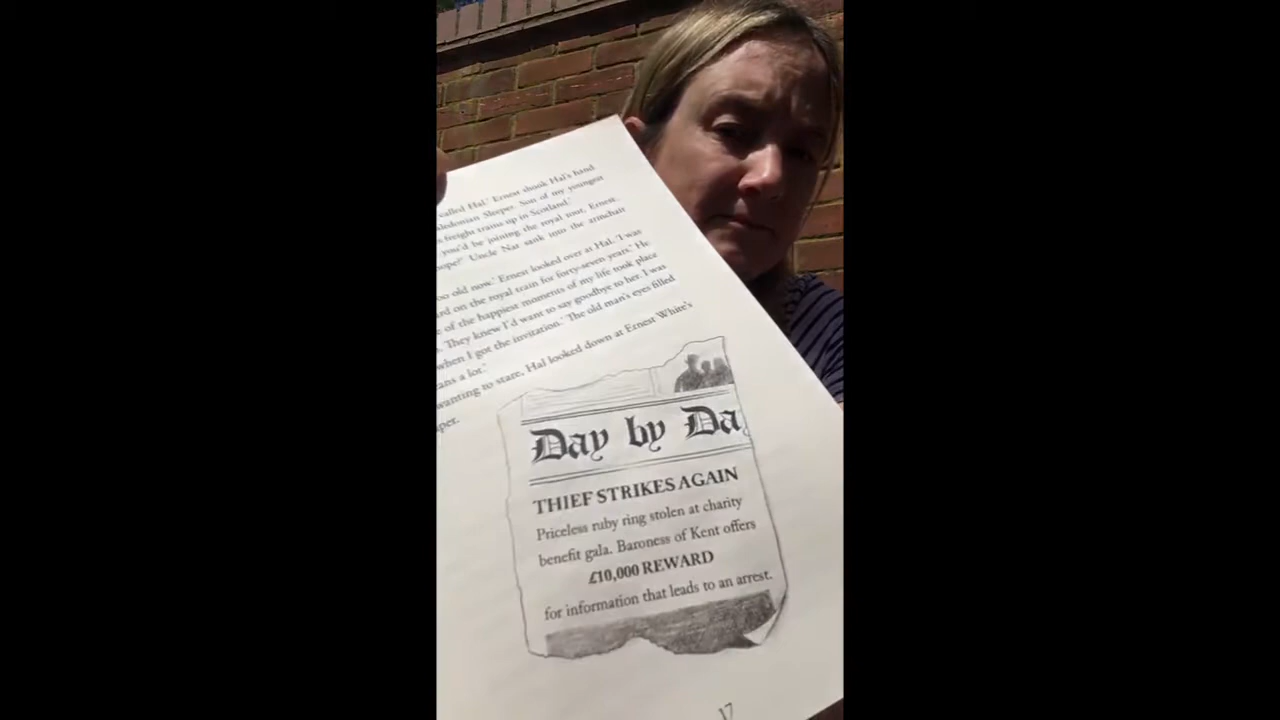 called Hal.' Ernest shook Hal's hand.
Caledonian Sleeper. Son of my youngest
s freight trains up in Scotland.'
you'd be joining the royal tour, Ernest.
Uncle Nat sank into the armchair
too old now.' Ernest looked over at Hal. 'I was
on the royal train for forty-seven years.' He
of the happiest moments of my life took place
They knew I'd want to say goodbye to her. I was
when I got the invitation.' The old man's eyes filled
a lot.'
wanting to stare, Hal looked down at Ernest White's
Day by Da
THIEF STRIKES AGAIN
Priceless ruby ring stolen at charity
benefit gala. Baroness of Kent offers
£10,000 REWARD
for information that leads to an arrest.
17